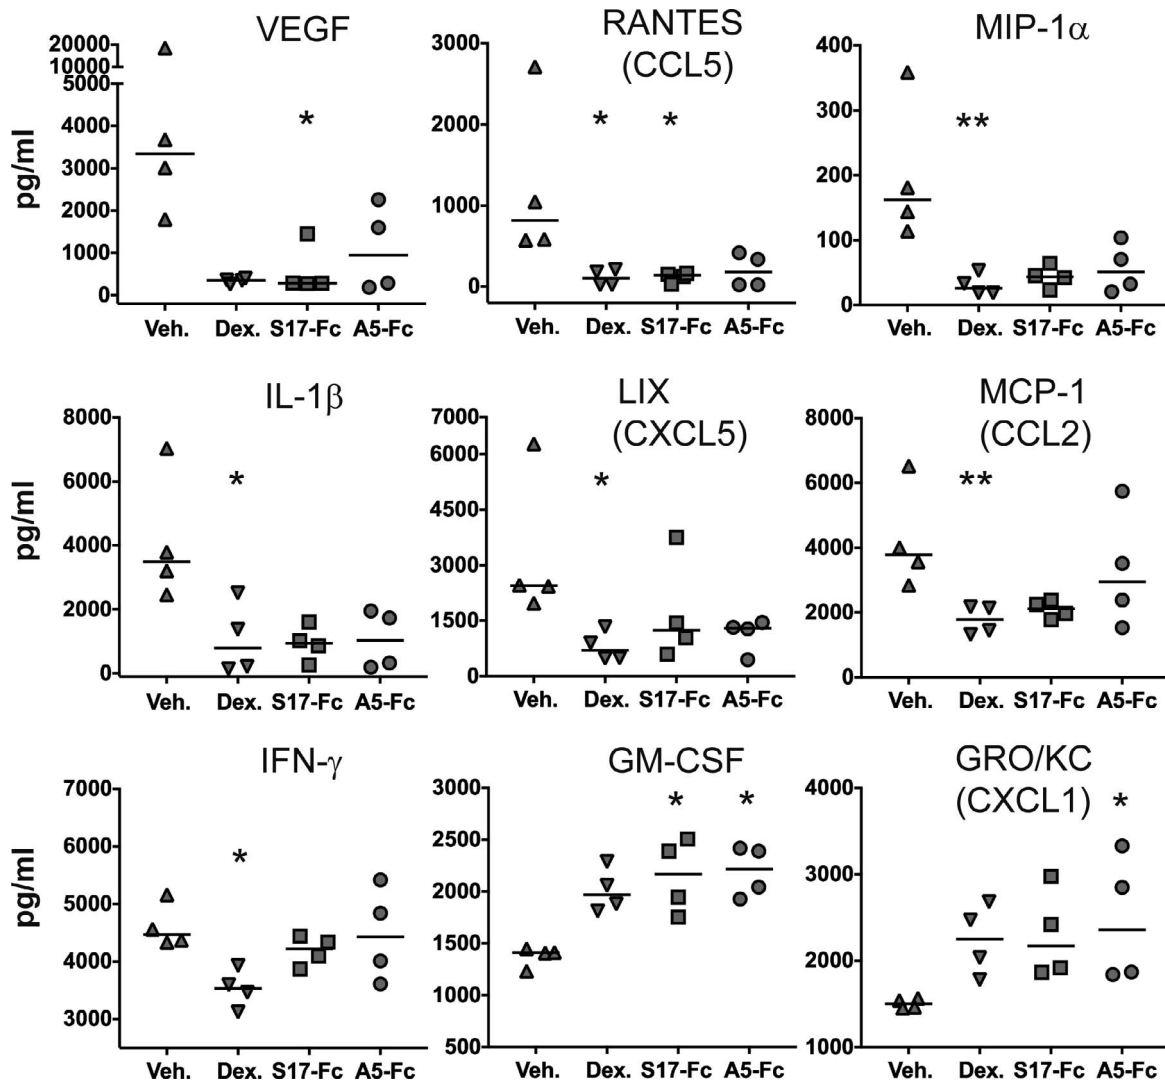 VEGF
20000
10000
5000
4000
3000
2000
1000
0
pg/ml
*
Veh. Dex. S17-Fc A5-Fc
RANTES
(CCL5)
3000
2000
1000
0
* *
Veh. Dex. S17-Fc A5-Fc
MIP-1α
400
300
200
100
0
**
Veh. Dex. S17-Fc A5-Fc
IL-1β
8000
6000
4000
2000
0
pg/ml
*
Veh. Dex. S17-Fc A5-Fc
LIX
(CXCL5)
7000
6000
4500
3000
1500
0
*
Veh. Dex. S17-Fc A5-Fc
MCP-1
(CCL2)
8000
6000
4000
2000
0
**
Veh. Dex. S17-Fc A5-Fc
IFN-γ
7000
6000
5000
4000
3000
pg/ml
*
Veh. Dex. S17-Fc A5-Fc
GM-CSF
3000
2500
2000
1500
1000
500
* *
Veh. Dex. S17-Fc A5-Fc
GRO/KC
(CXCL1)
4000
3000
2000
1000
*
Veh. Dex. S17-Fc A5-Fc